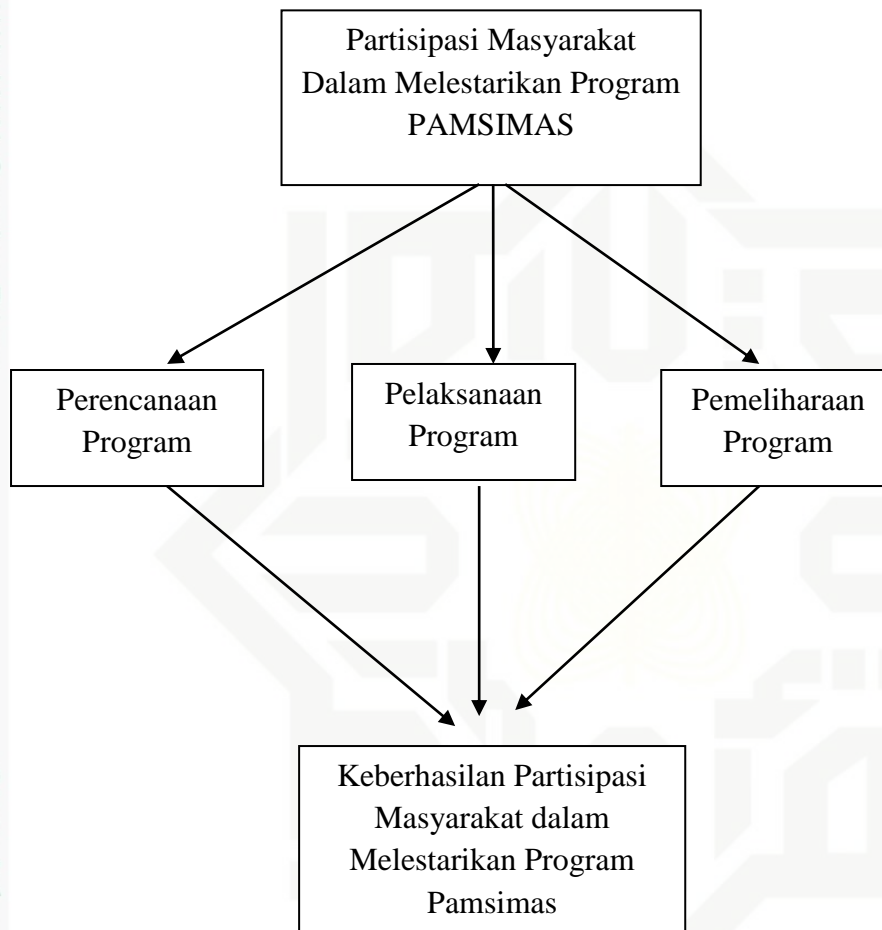 Partisipasi Masyarakat
Dalam Melestarikan Program
PAMSIMAS
Perencanaan
Program
Pelaksanaan
Program
Pemeliharaan
Program
Keberhasilan Partisipasi
Masyarakat dalam
Melestarikan Program
Pamsimas